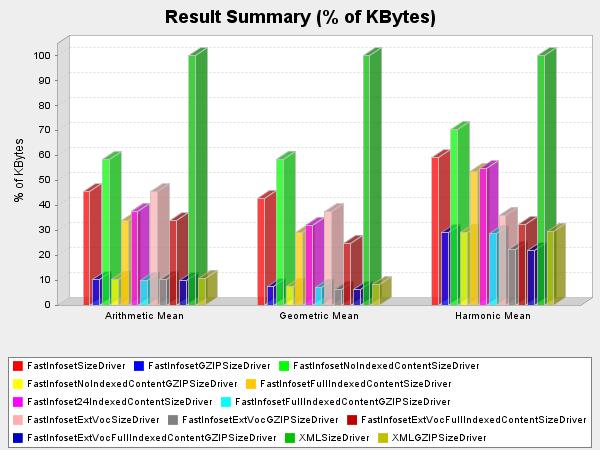 Result Summary (% of KBytes)
% of KBytes
100
90
80
70
60
50
40
30
20
10
0
Arithmetic Mean Geometric Mean Harmonic Mean
FastInfosetSizeDriver FastInfosetGZIPSizeDriver FastInfosetNoIndexedContentSizeDriver
FastInfosetNoIndexedContentGZIPSizeDriver FastInfosetFullIndexedContentSizeDriver
FastInfoset24IndexedContentSizeDriver FastInfosetFullIndexedContentGZIPSizeDriver
FastInfosetExtVocSizeDriver FastInfosetExtVocGZIPSizeDriver FastInfosetExtVocFullIndexedContentSizeDriver
FastInfosetExtVocFullIndexedContentGZIPSizeDriver XMLSizeDriver XMLGZIPSizeDriver